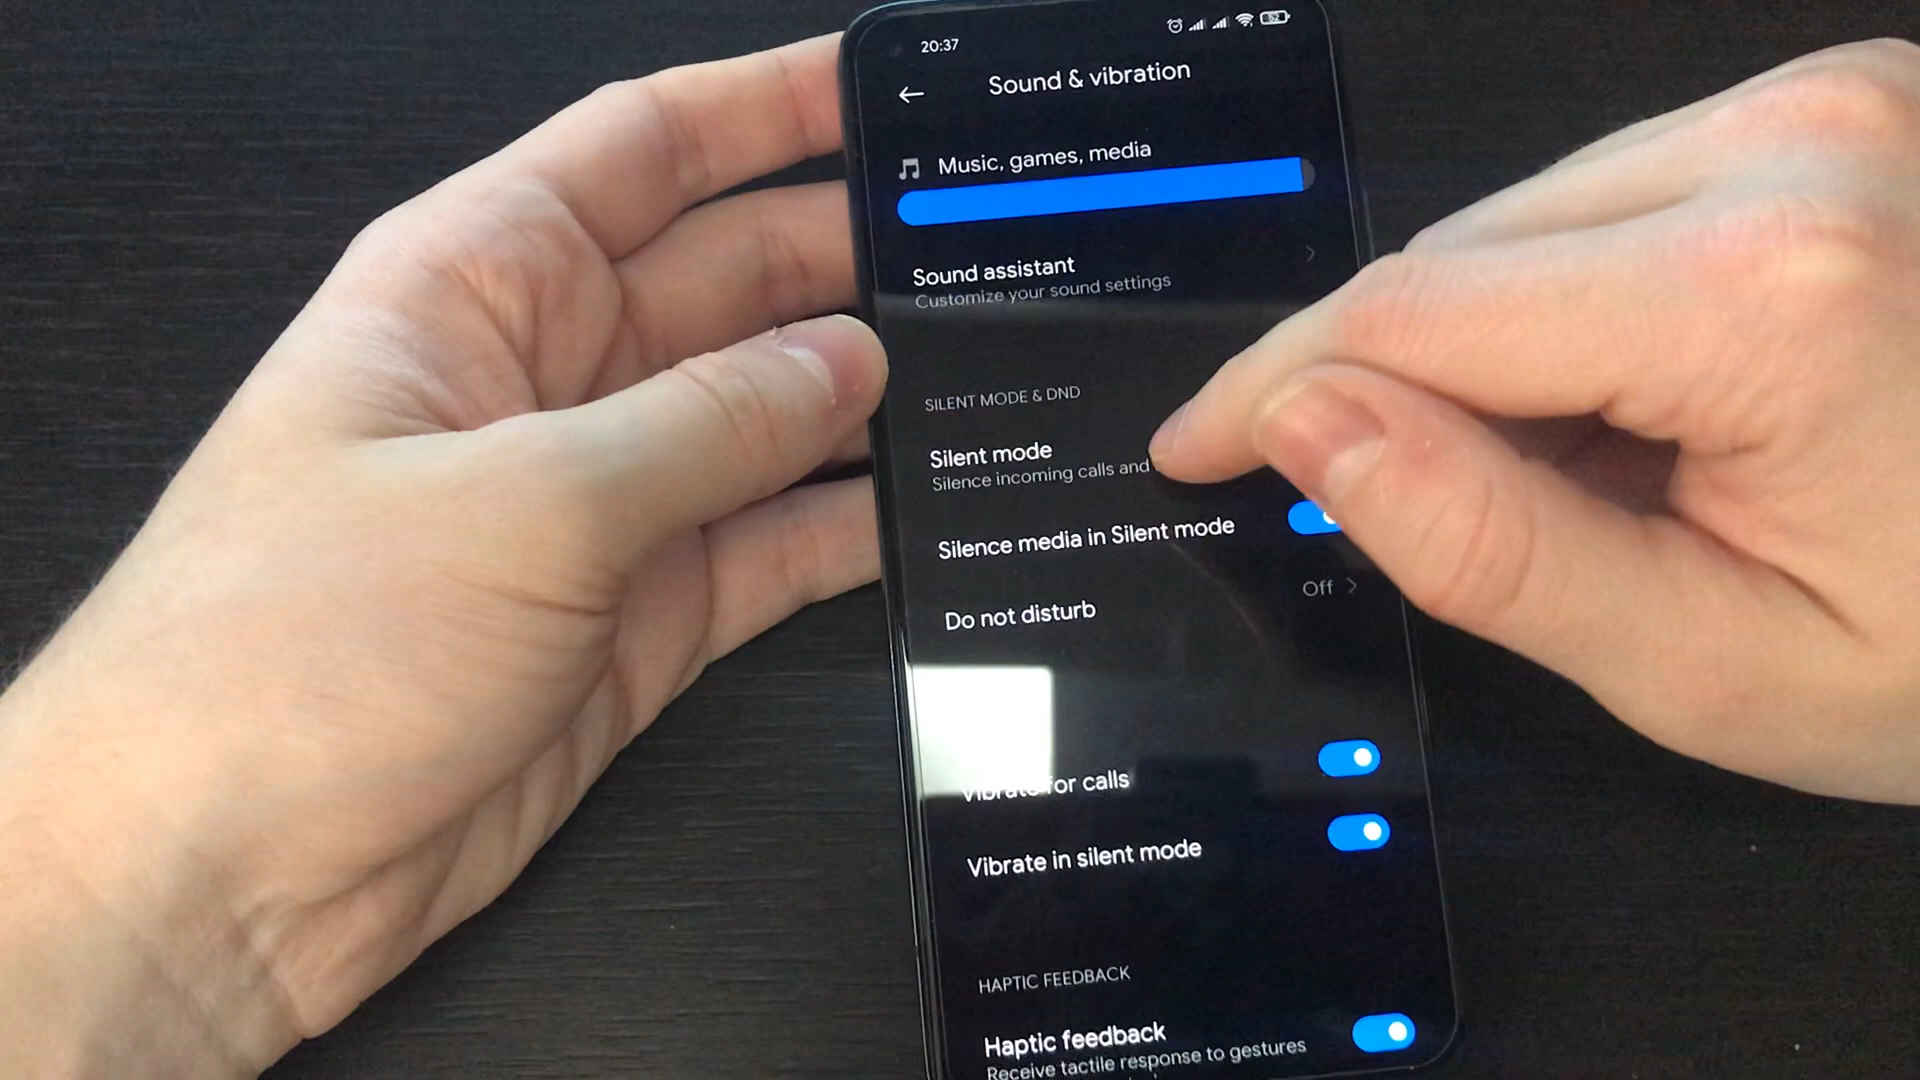 20:37
52
Sound & vibration
Music, games, media
Sound assistant
Customize your sound settings
SILENT MODE & DND
Silent mode
Silence incoming calls and
Silence media in Silent mode
Off
Do not disturb
Vibrate for calls
Vibrate in silent mode
HAPTIC FEEDBACK
Haptic feedback
Receive tactile response to gestures